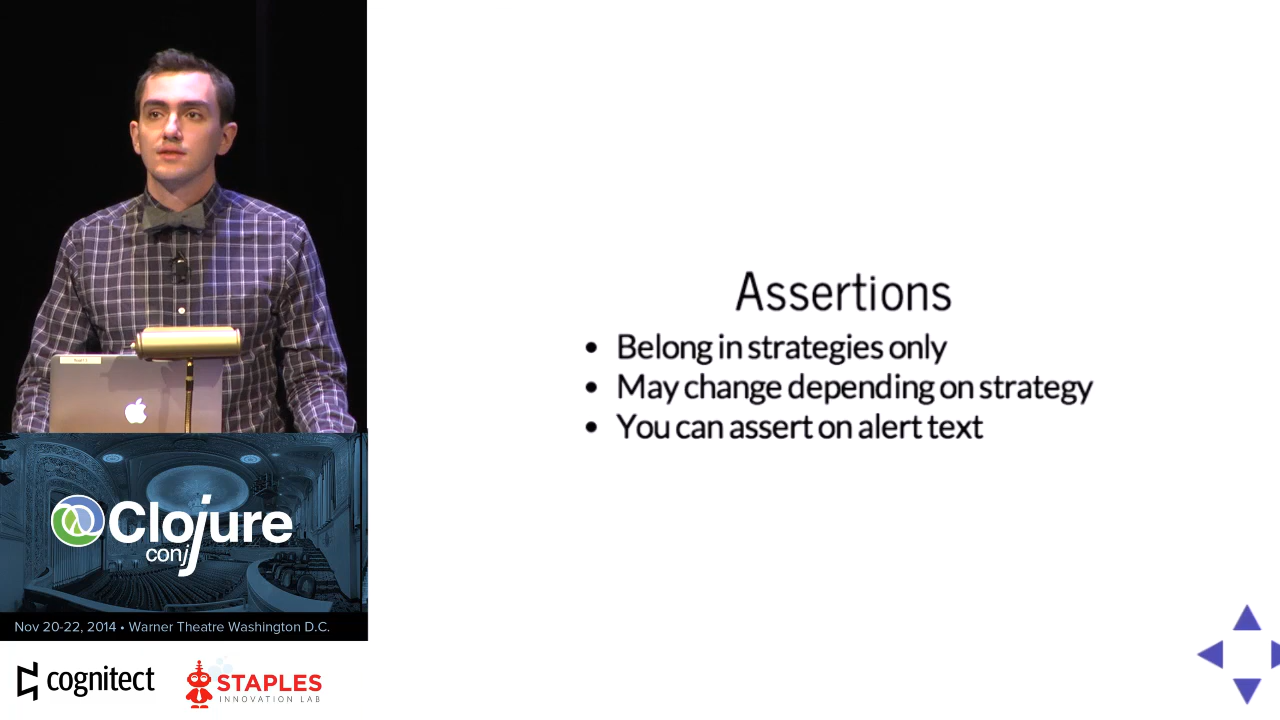 Assertions
Belong in strategies only
May change depending on strategy
You can assert on alert text
Clojure
conj
Nov 20-22, 2014 • Warner Theatre Washington D.C.
cognitect
STAPLES
INNOVATION LAB